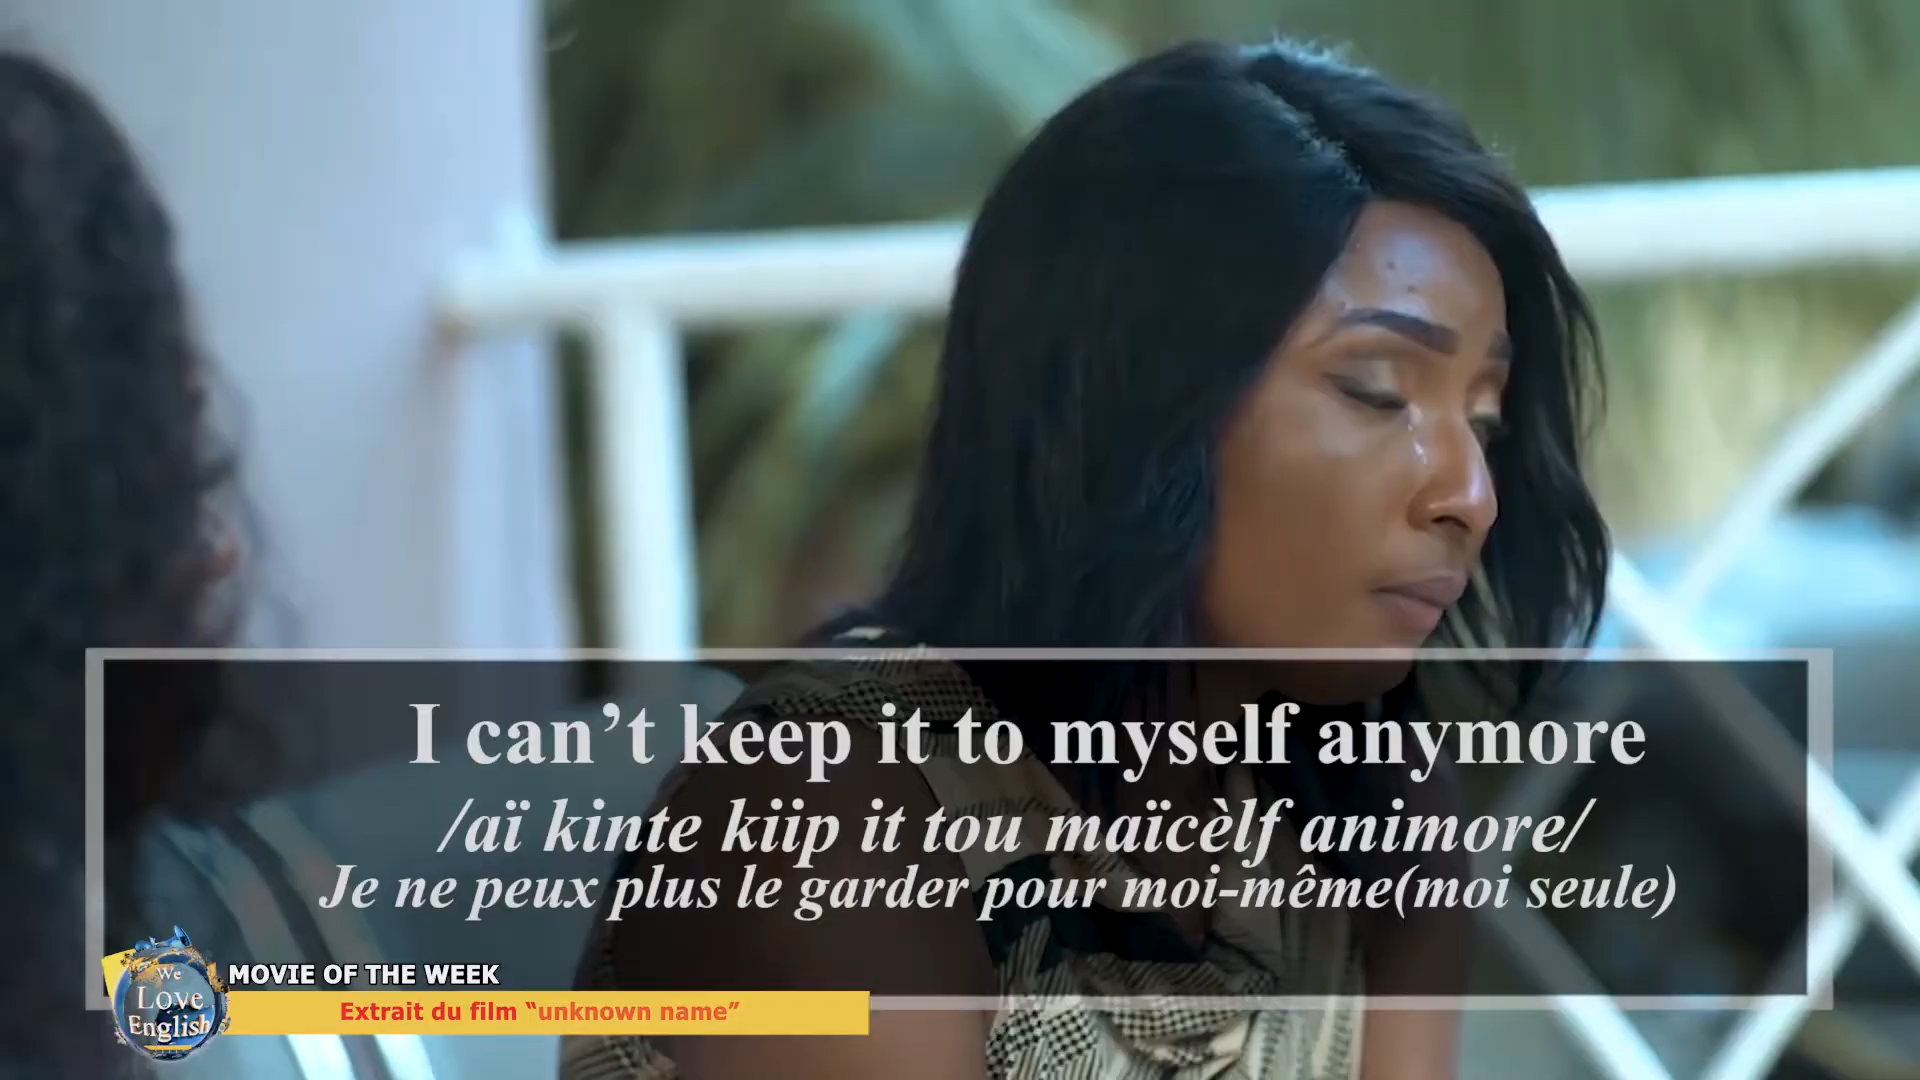 I can’t keep it to myself anymore
/aï kinte kiip it tou maïcèlf animore/
Je ne peux plus le garder pour moi-même(moi seule)
We
Love
English
MOVIE OF THE WEEK
Extrait du film “unknown name”